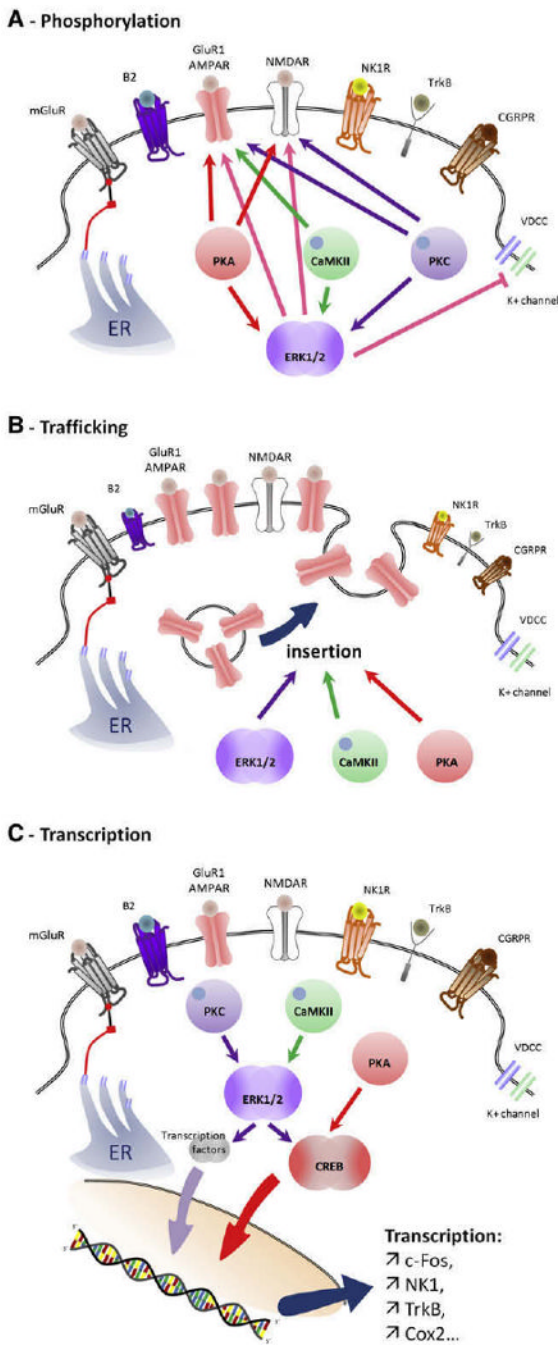 A - Phosphorylation
GluR1
AMPAR
NMDAR
NK1R
B2
TrkB
mGluR
CGRPR
VDCC
PKA
CaMKII
PKC
K+ channel
ER
ERK1/2
B - Trafficking
GluR1
AMPAR
NMDAR
B2
mGluR
NK1R
TrkB
CGRPR
VDCC
insertion
K+ channel
ER
ERK1/2
CaMKII
PKA
C - Transcription
GluR1
AMPAR
NMDAR
NK1R
B2
TrkB
mGluR
CGRPR
PKC
CaMKII
VDCC
PKA
ERK1/2
K+ channel
ER
Transcription
factors
CREB
Transcription:
↗ c-Fos,
↗ NK1,
↗ TrkB,
↗ Cox2...